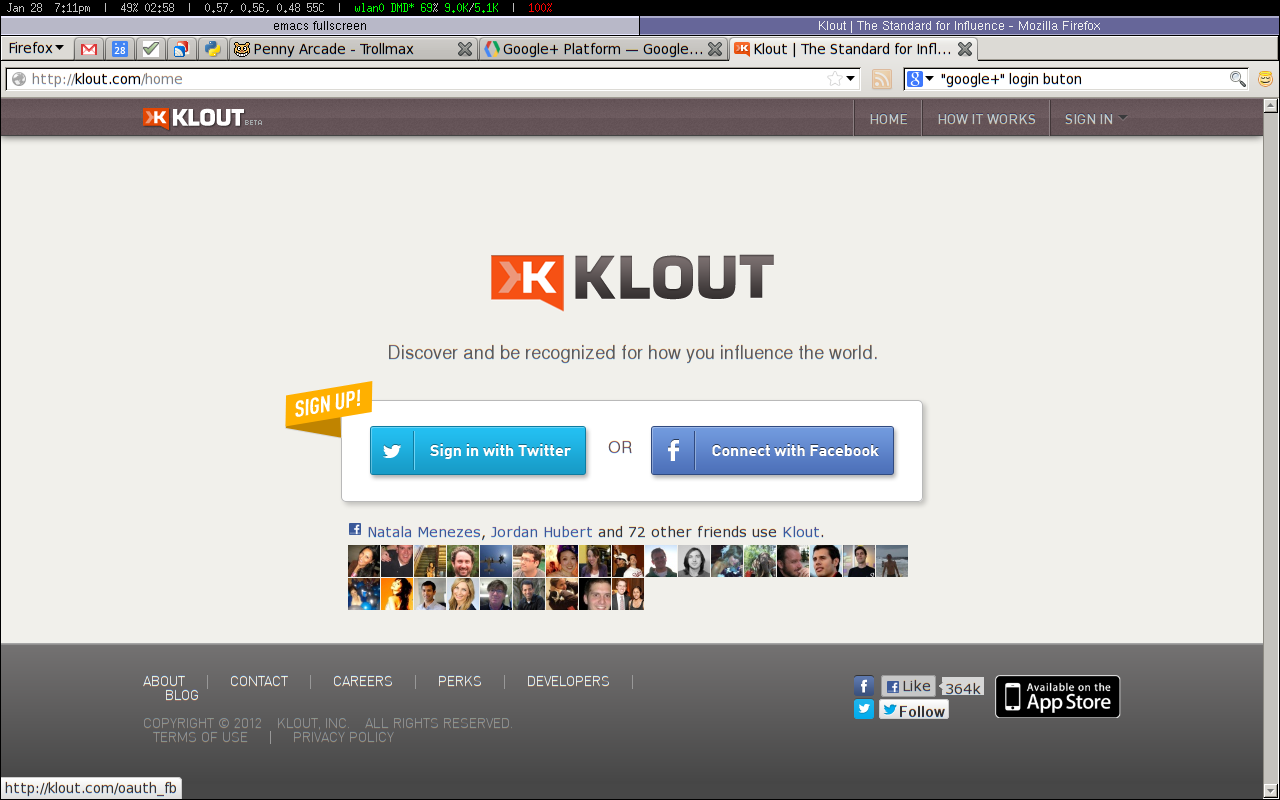 Jan 28 7:11pm | 49% 02:58 | 0.57, 0.56, 0.48 55C | wlan0 DMD* 69% 9.0K/5.1K | 100%
emacs fullscreen
Klout | The Standard for Influence - Mozilla Firefox
Firefox
28
Penny Arcade - Trollmax
Google+ Platform — Google...
Klout | The Standard for Infl...
http://klout.com/home
"google+" login buton
KLOUT BETA
HOME
HOW IT WORKS
SIGN IN
KLOUT
Discover and be recognized for how you influence the world.
SIGN UP!
Sign in with Twitter
OR
Connect with Facebook
Natala Menezes, Jordan Hubert and 72 other friends use Klout.
ABOUT | CONTACT | CAREERS | PERKS | DEVELOPERS |
BLOG
COPYRIGHT © 2012 KLOUT, INC. ALL RIGHTS RESERVED.
TERMS OF USE | PRIVACY POLICY
Like 364k
Follow
Available on the
App Store
http://klout.com/oauth_fb